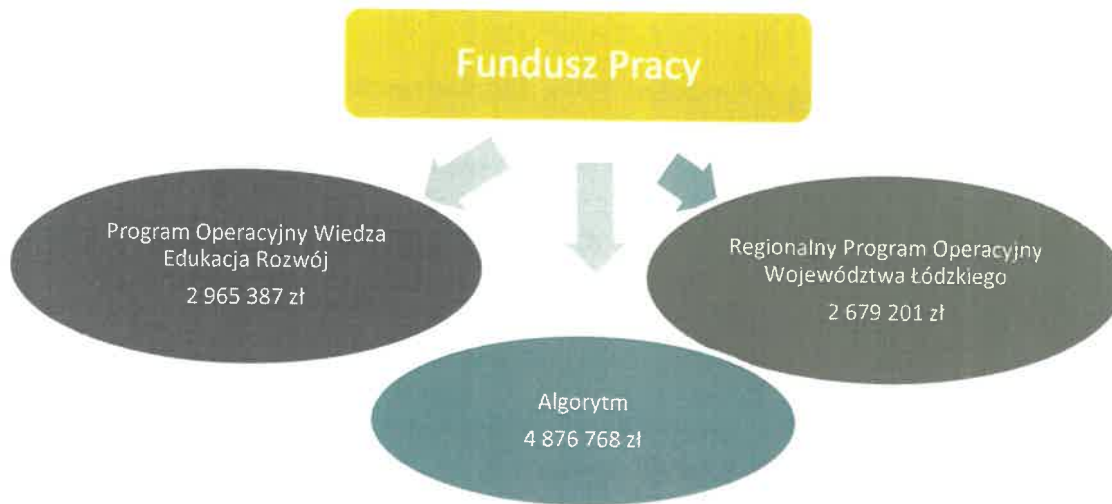 Fundusz Pracy
Program Operacyjny Wiedza
Edukacja Rozwój
2 965 387 zł
Regionalny Program Operacyjny
Województwa Łódzkiego
2 679 201 zł
Algorytm
4 876 768 zł